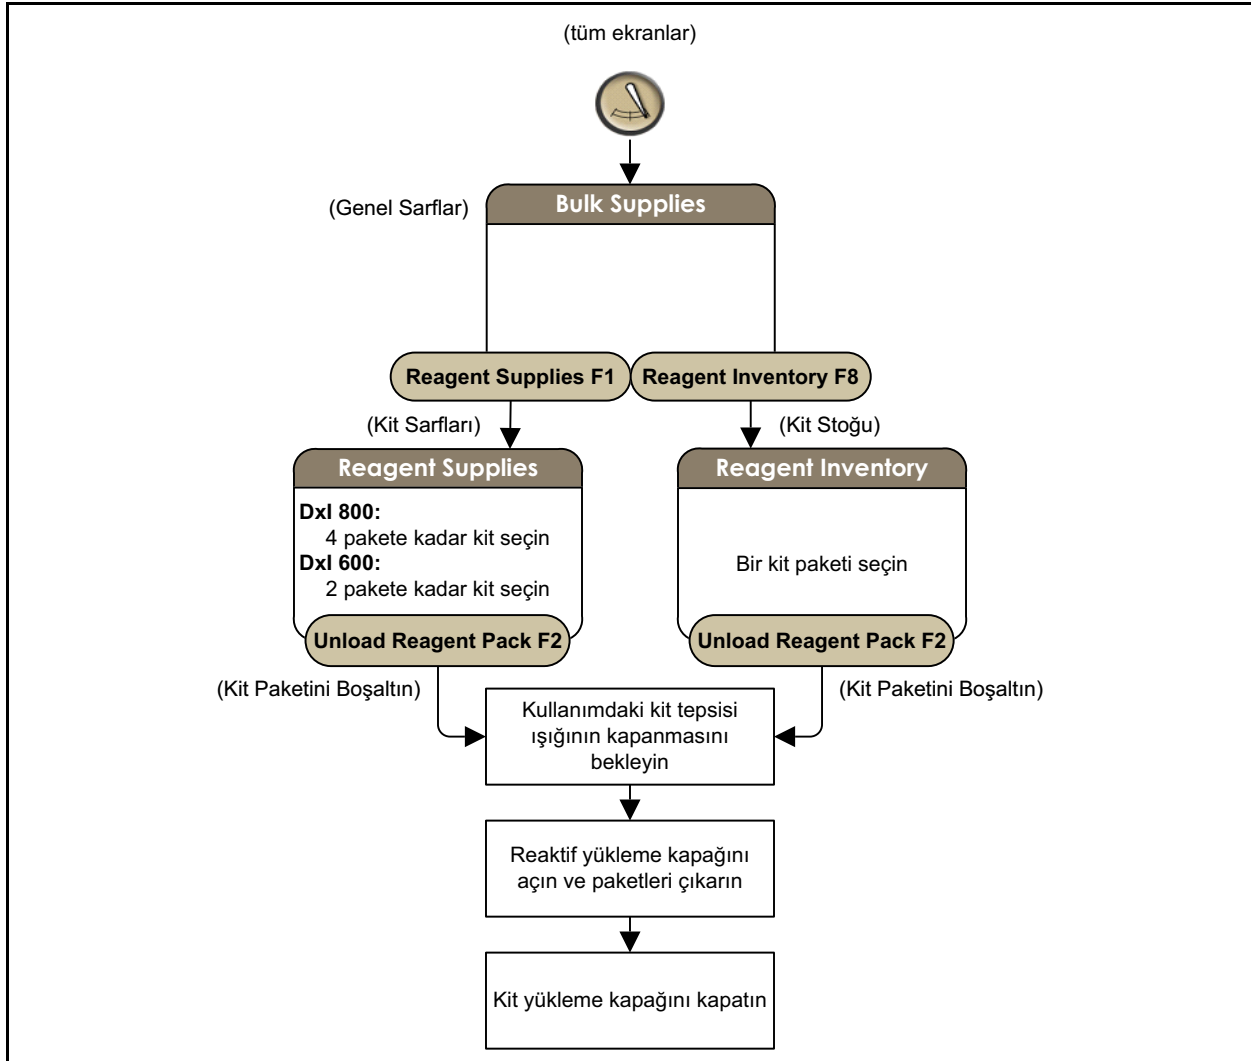 (tüm ekranlar)
(Genel Sarflar)
Bulk Supplies
Reagent Supplies F1
Reagent Inventory F8
(Kit Sarfları)
(Kit Stoğu)
Reagent Supplies
DxI 800:
4 pakete kadar kit seçin
DxI 600:
2 pakete kadar kit seçin
Unload Reagent Pack F2
Reagent Inventory
Bir kit paketi seçin
Unload Reagent Pack F2
(Kit Paketini Boşaltın)
(Kit Paketini Boşaltın)
Kullanımdaki kit tepsisi
ışığının kapanmasını
bekleyin
Reaktif yükleme kapağını
açın ve paketleri çıkarın
Kit yükleme kapağını kapatın